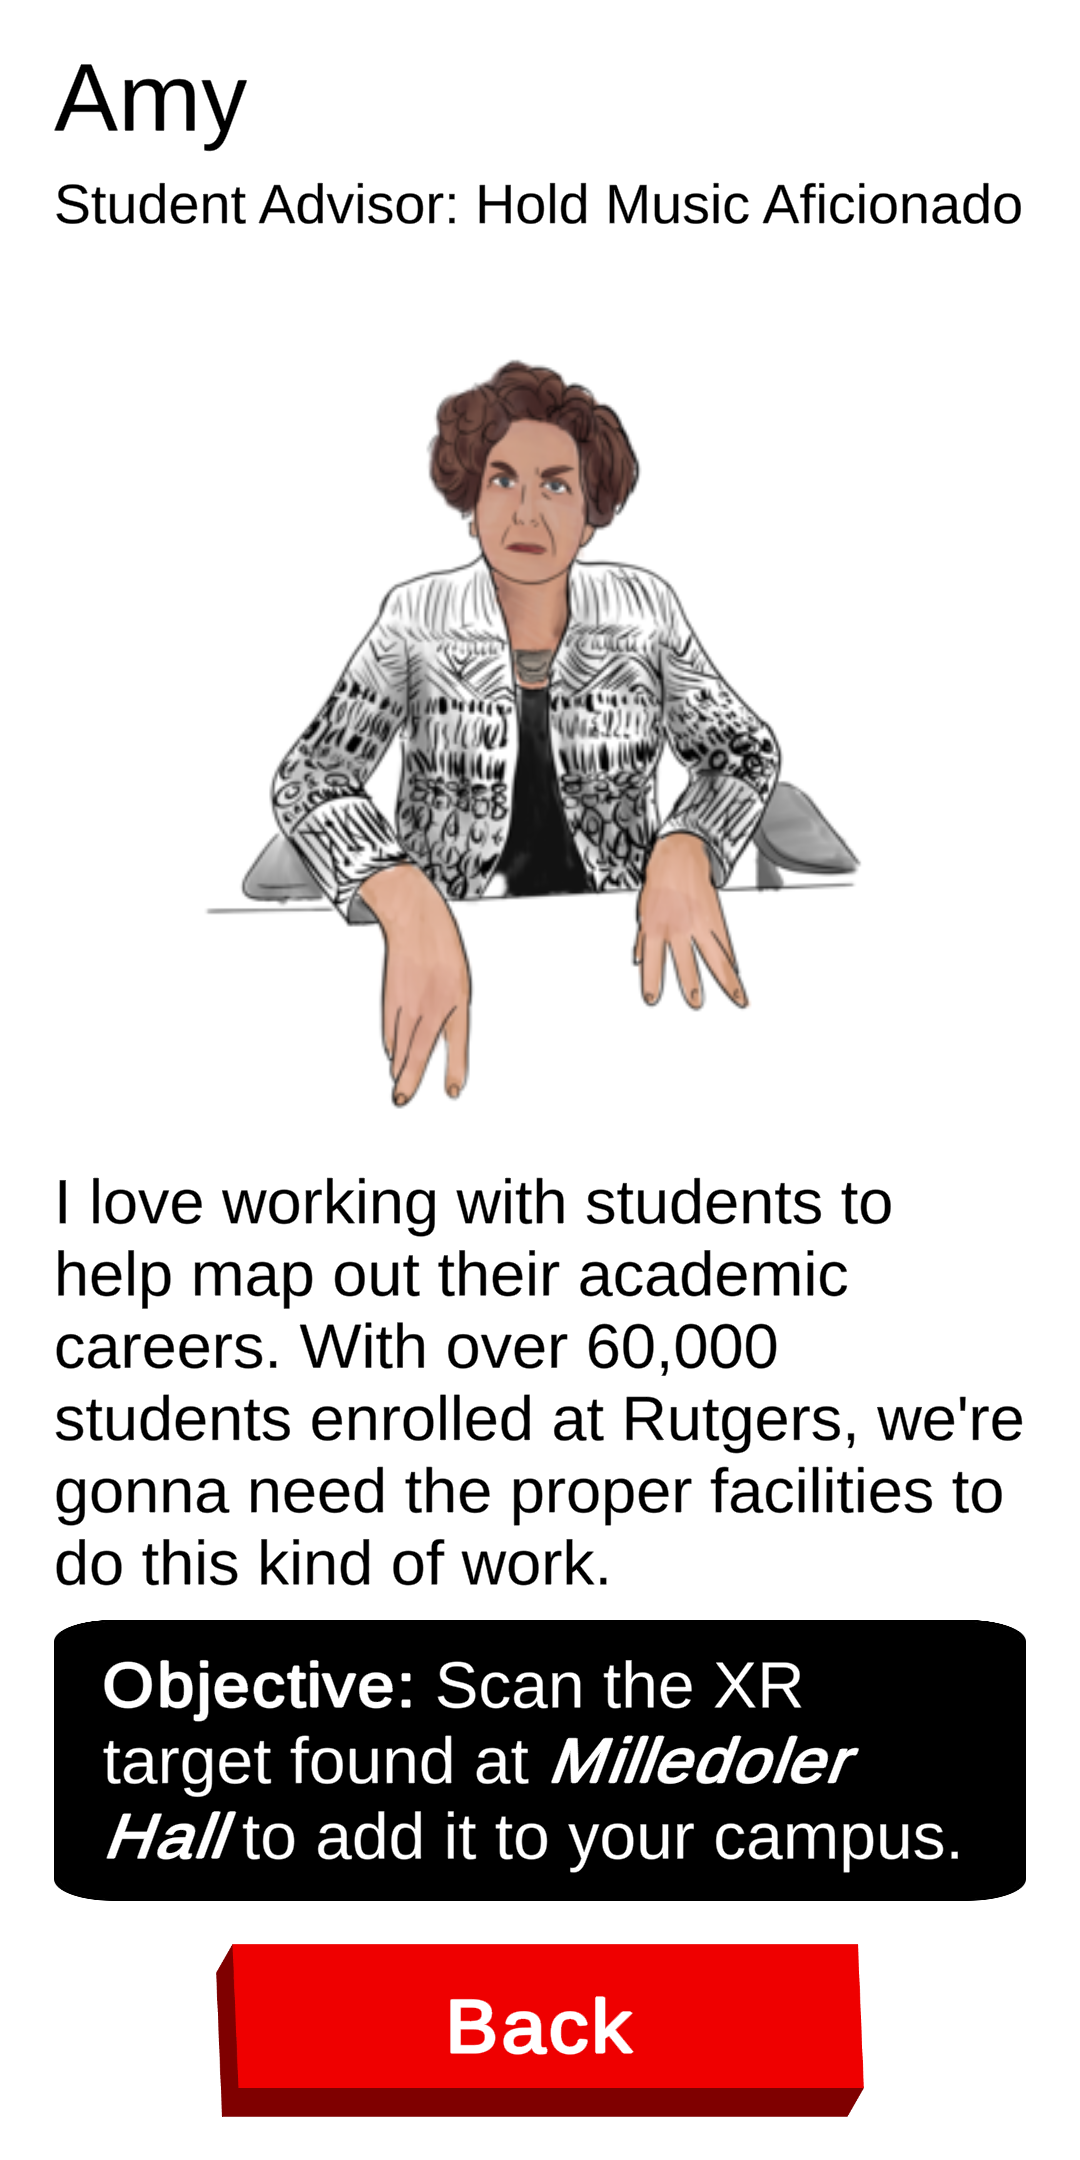 Amy
Student Advisor: Hold Music Aficionado
I love working with students to
help map out their academic
careers. With over 60,000
students enrolled at Rutgers, we're
gonna need the proper facilities to
do this kind of work.
Objective: Scan the XR
target found at Milledoler
Hall to add it to your campus.
Back